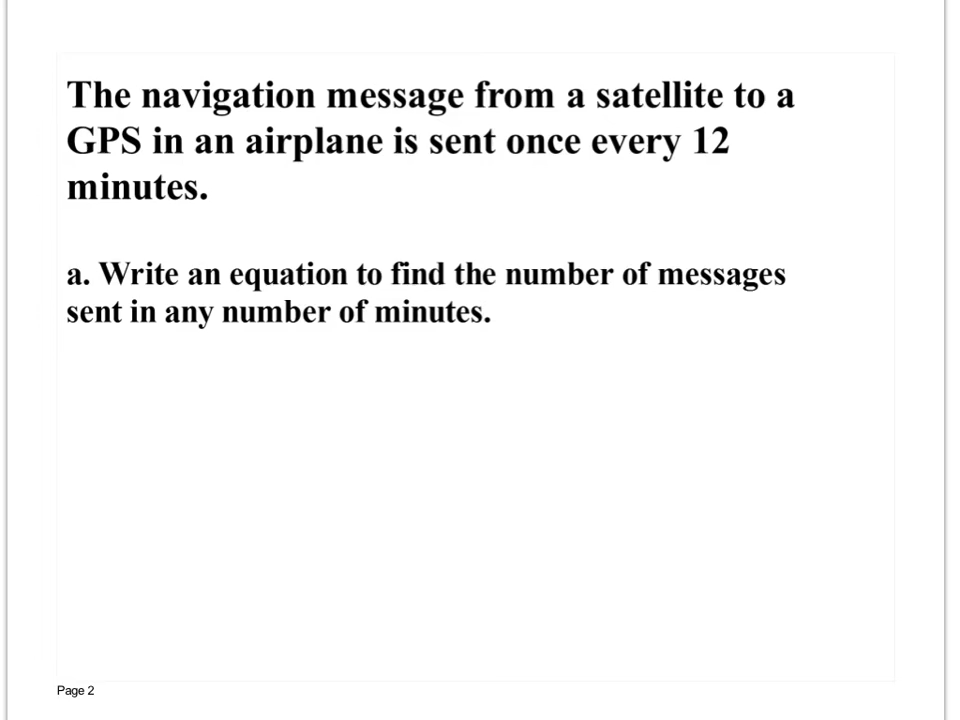 The navigation message from a satellite to a
GPS in an airplane is sent once every 12
minutes.
a. Write an equation to find the number of messages
sent in any number of minutes.
Page 2